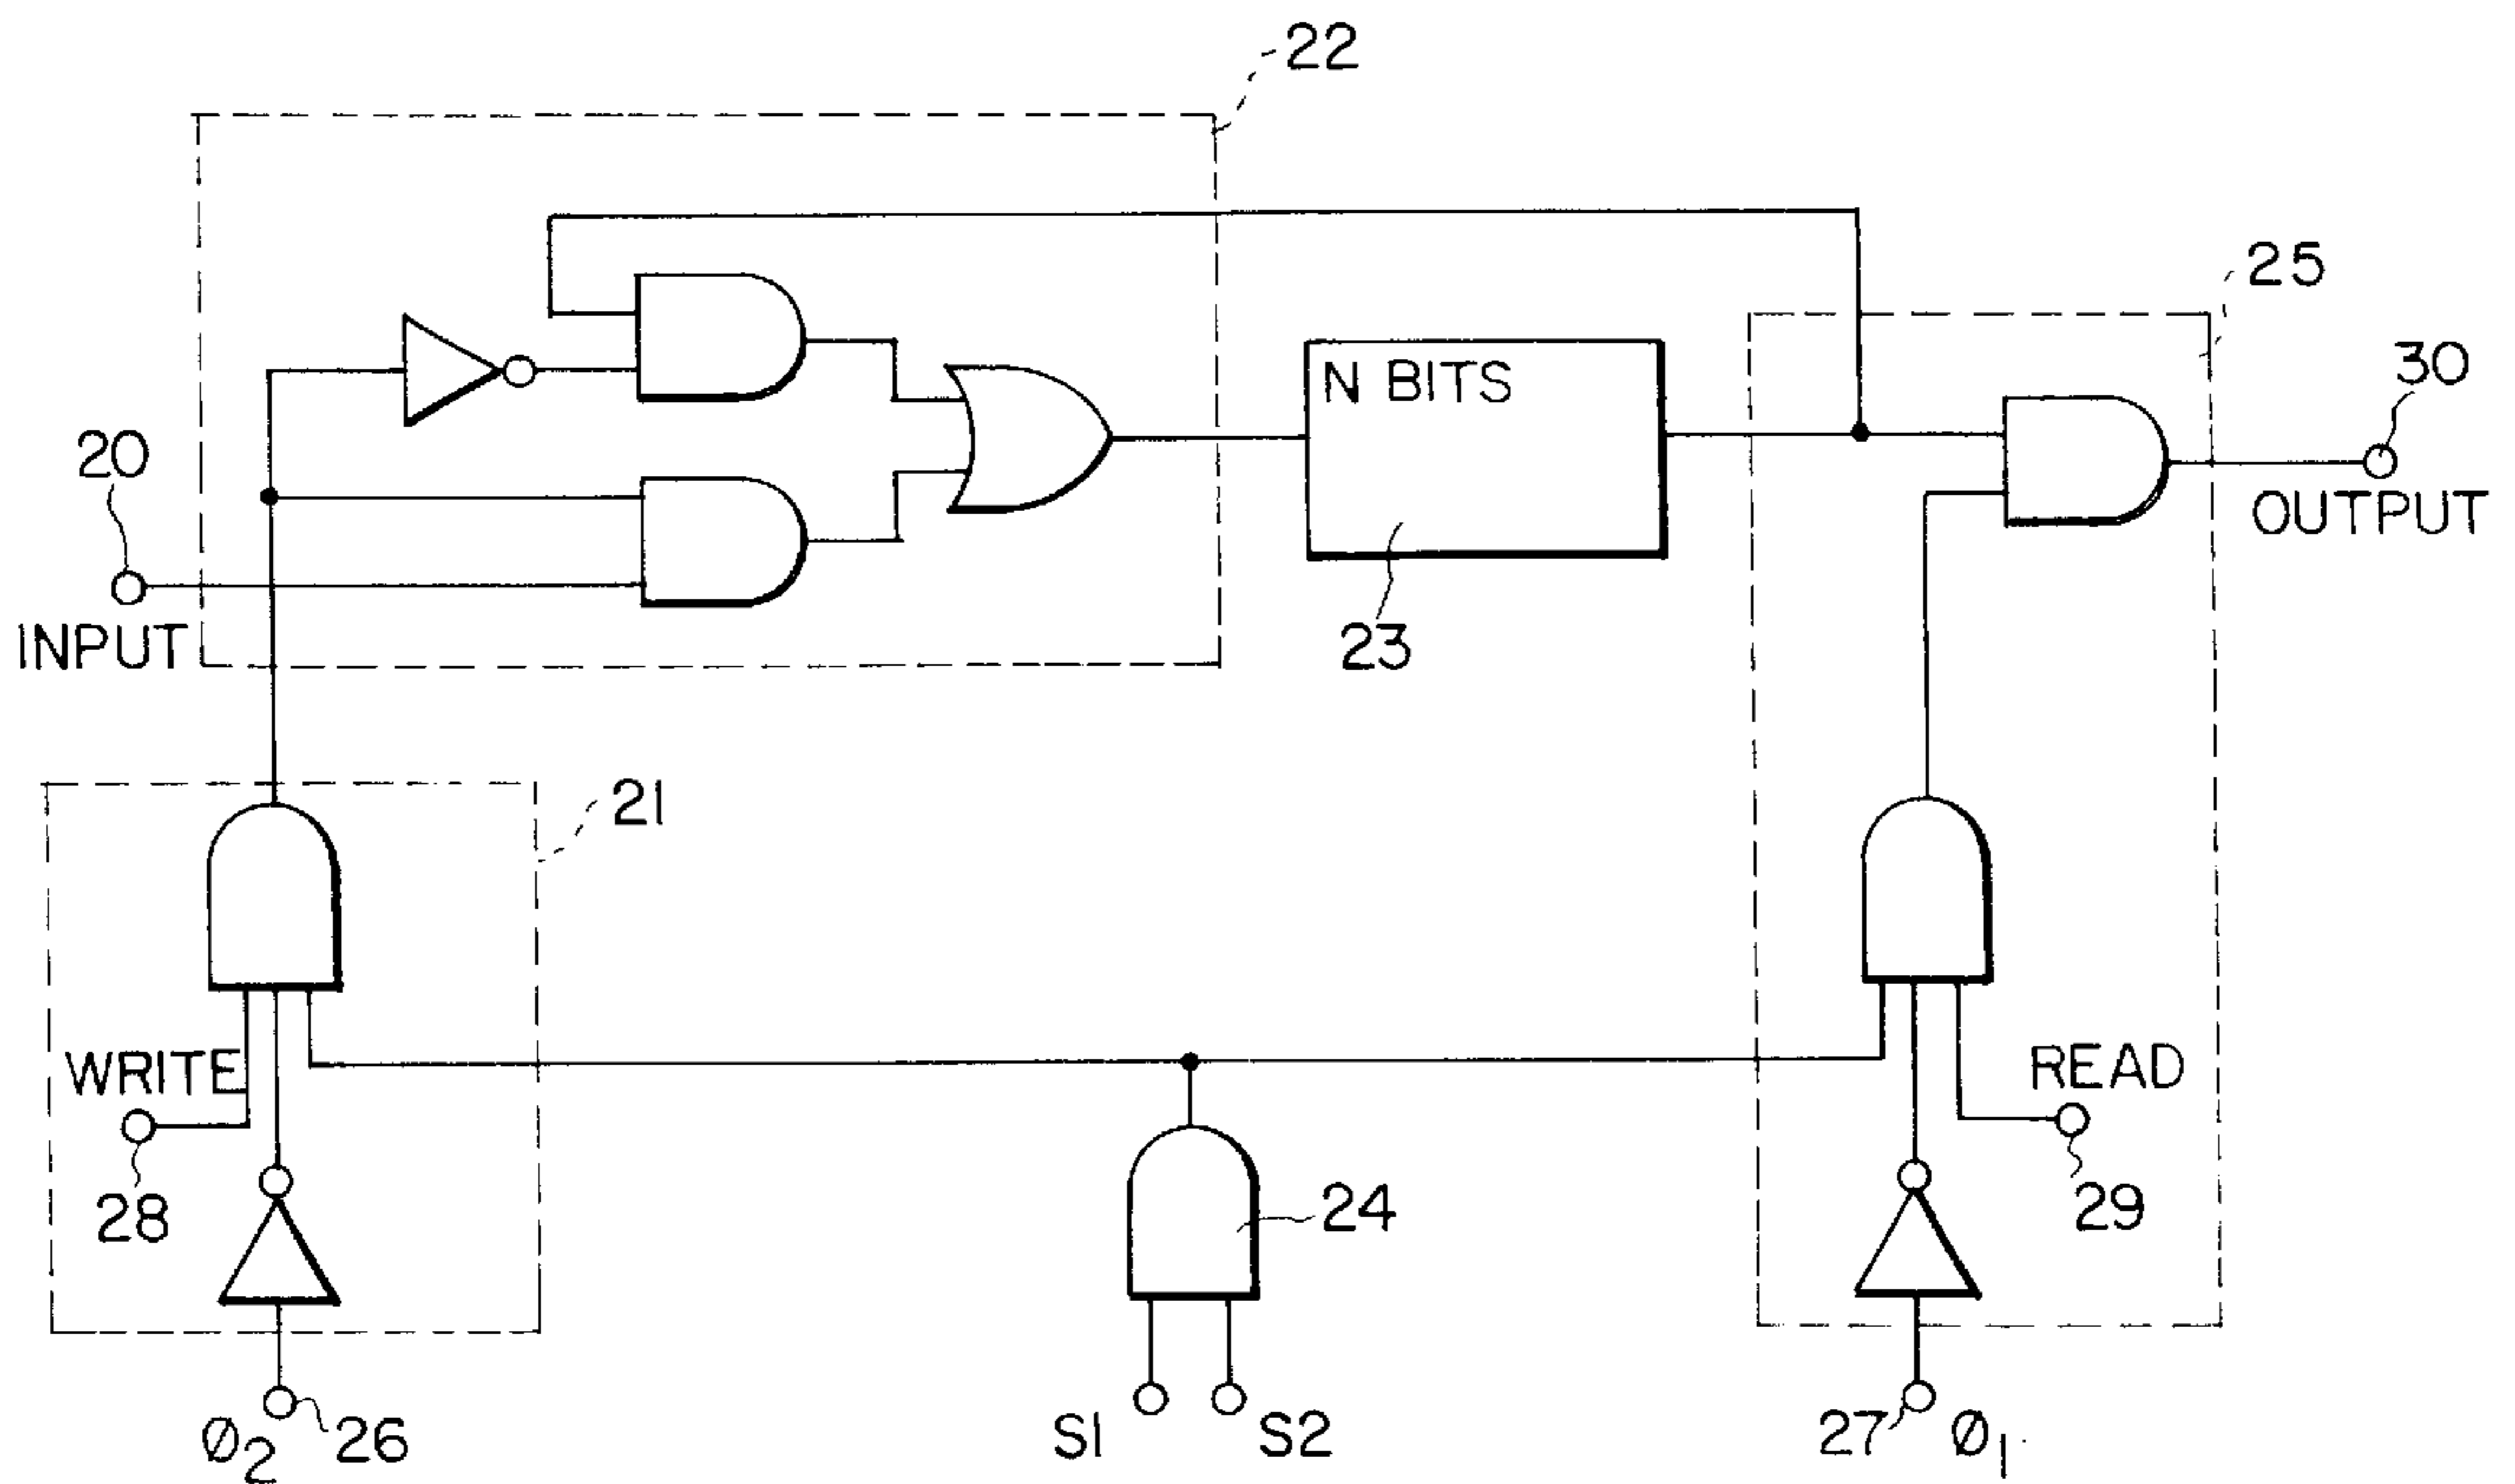 22
25
30
N BITS
20
OUTPUT
INPUT
23
21
WRITE
READ
28
24
29
Ø2
26
S1
S2
27
Ø1